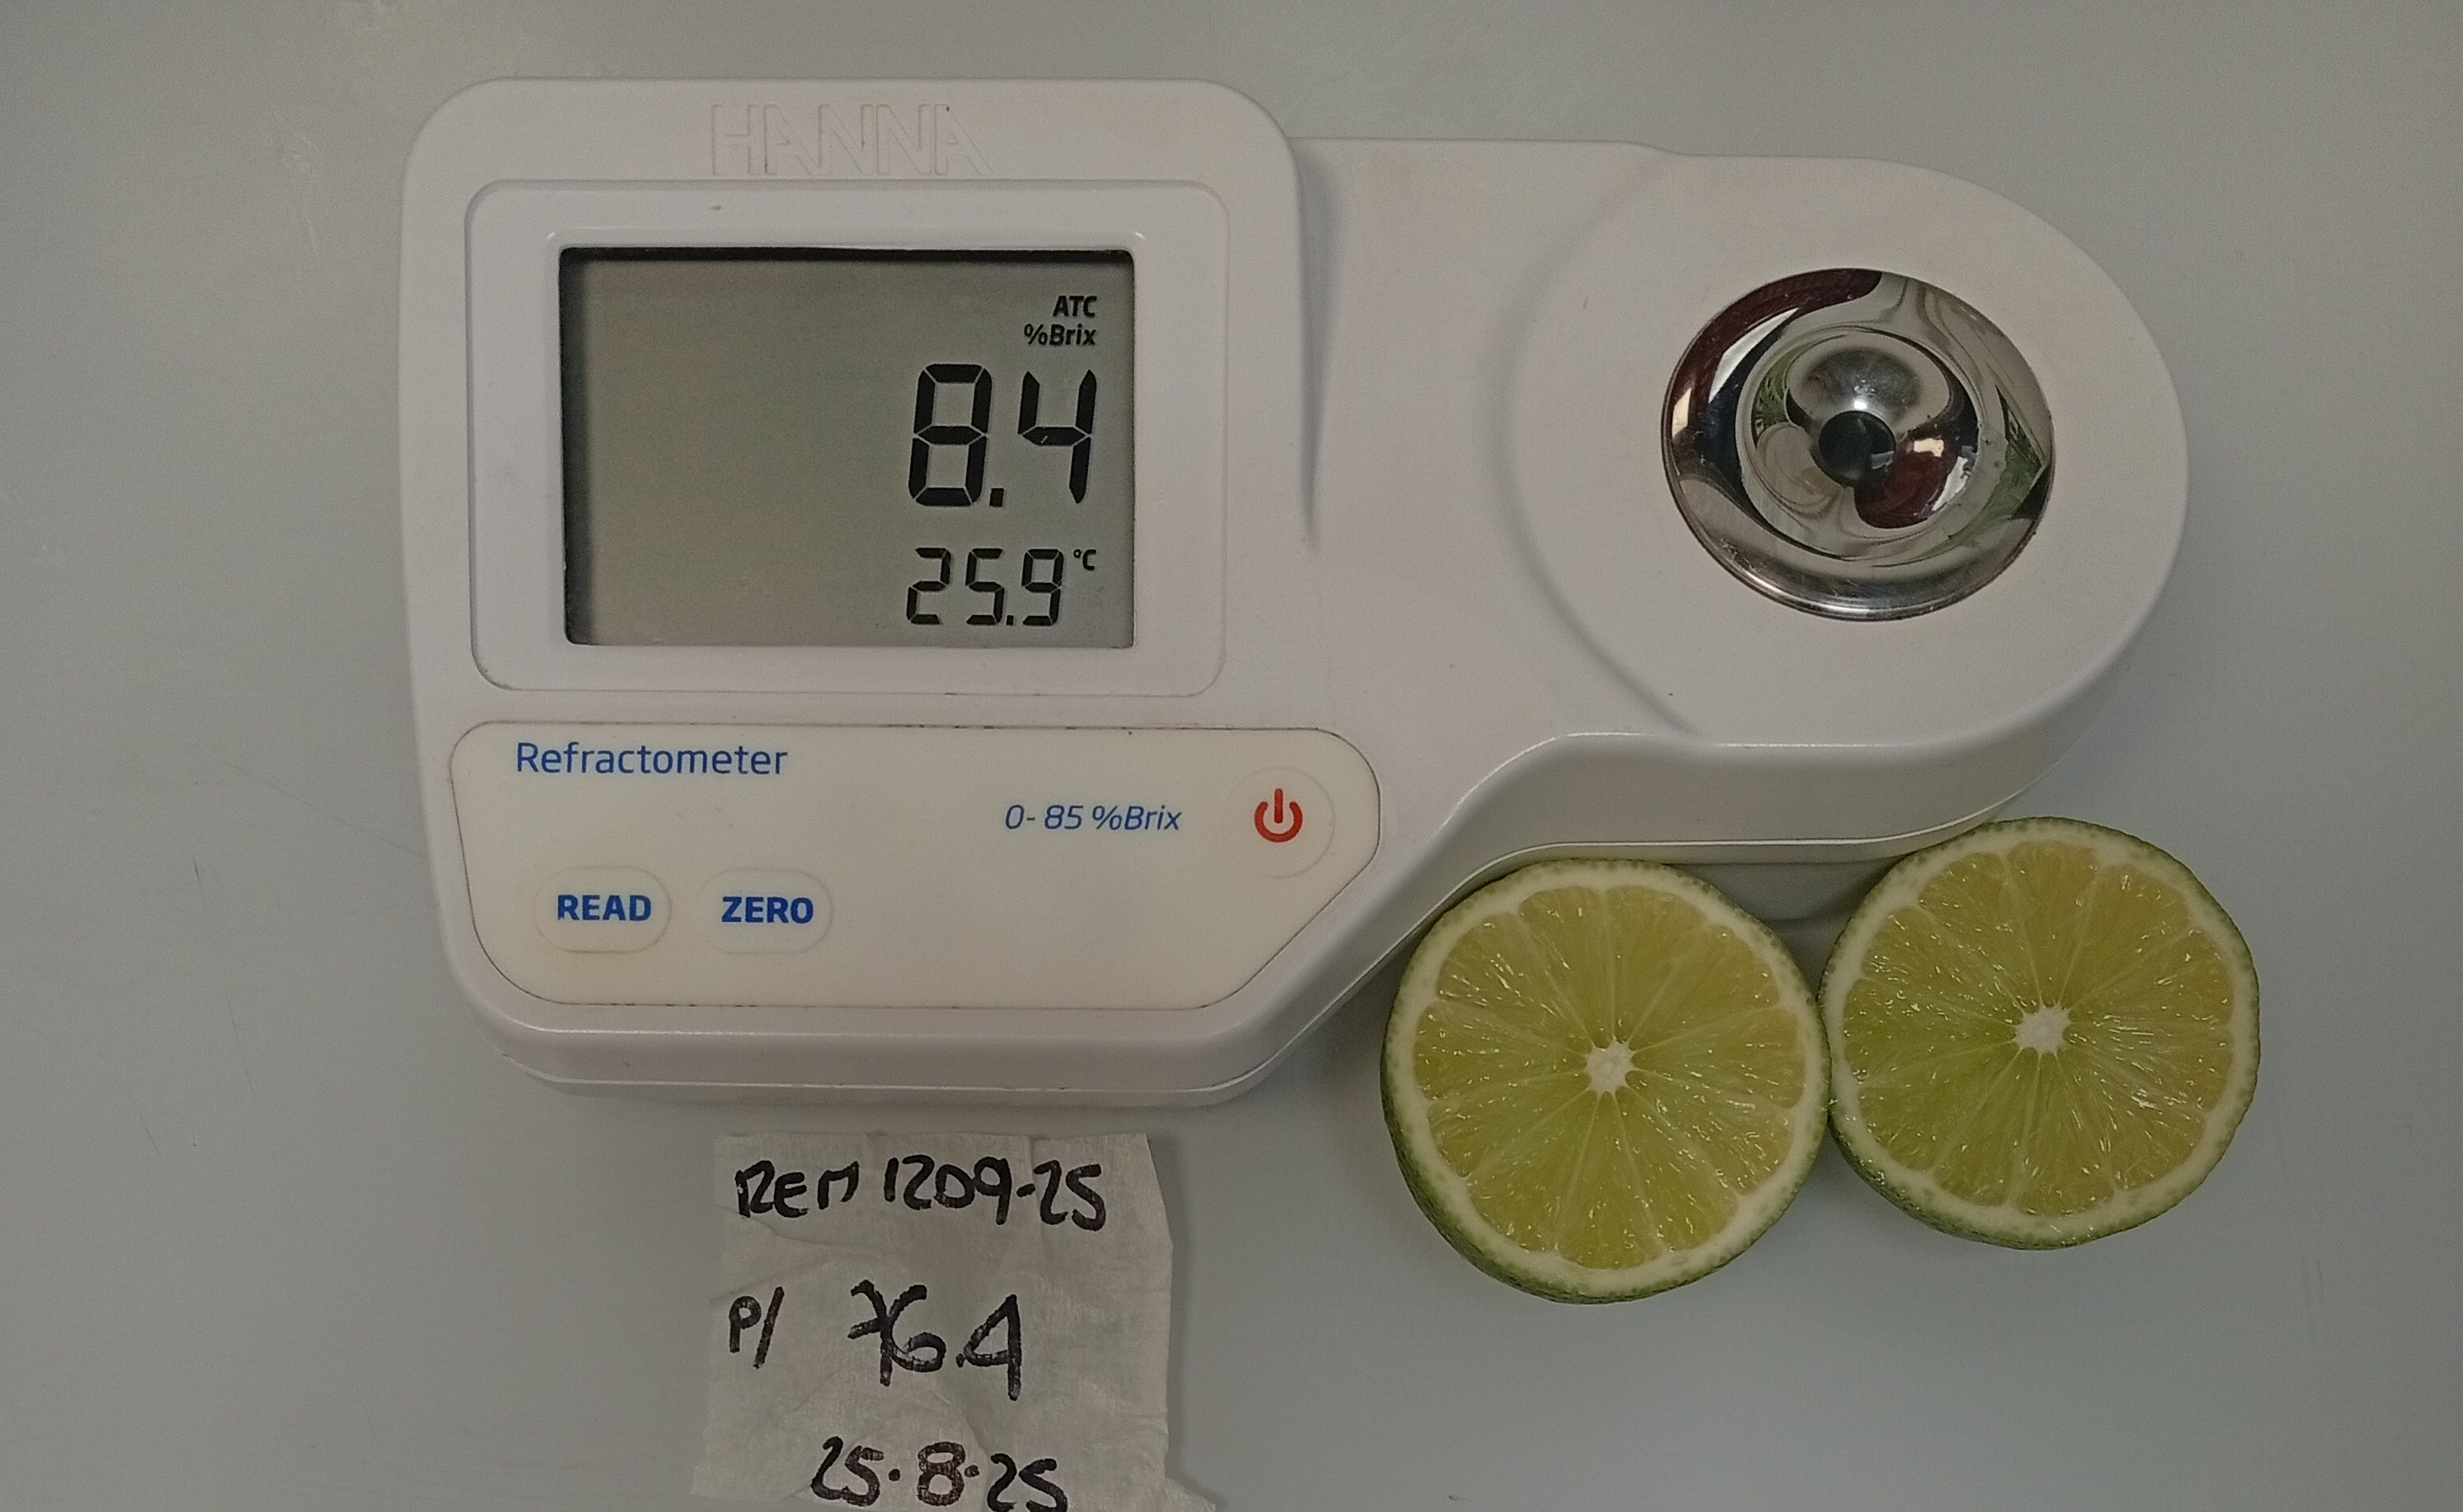 HANNA
ATC
%Brix
8.4
25.9 °C
Refractometer
0-85 %Brix
READ ZERO
REM 1209-25
P/ 76.4
25.8.25